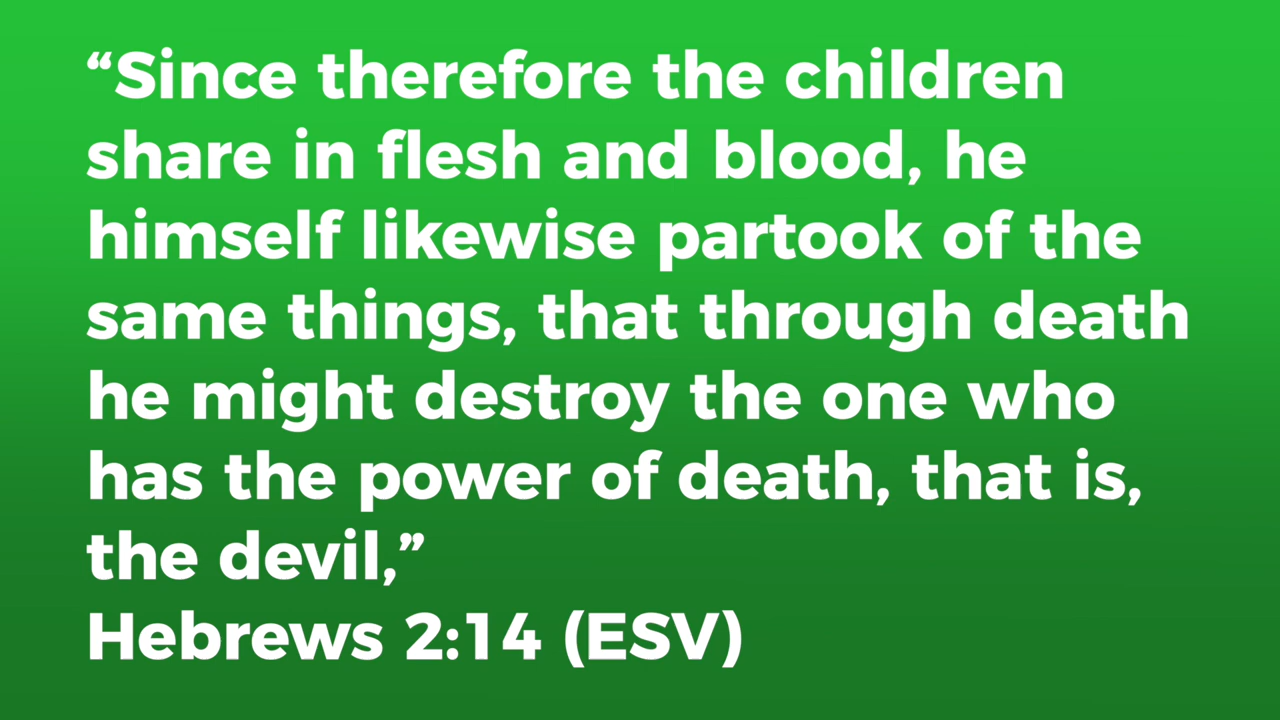 “Since therefore the children
share in flesh and blood, he
himself likewise partook of the
same things, that through death
he might destroy the one who
has the power of death, that is,
the devil,”
Hebrews 2:14 (ESV)